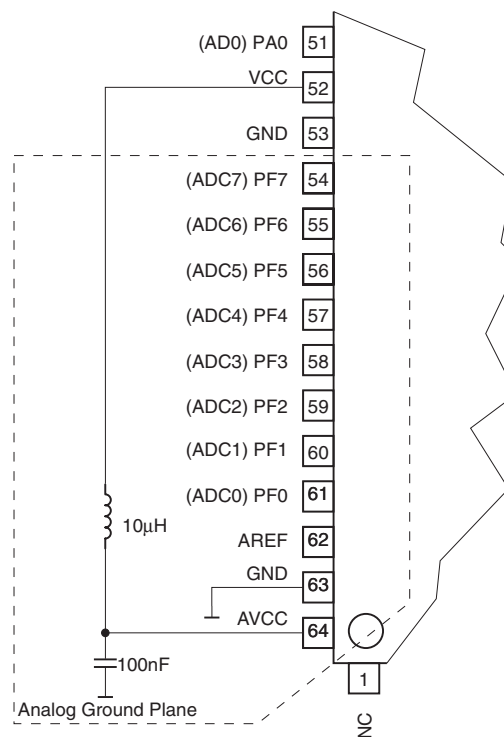 (AD0) PA0 51
VCC 52
GND 53
(ADC7) PF7 54
(ADC6) PF6 55
(ADC5) PF5 56
(ADC4) PF4 57
(ADC3) PF3 58
(ADC2) PF2 59
(ADC1) PF1 60
(ADC0) PF0 61
10μH
AREF 62
GND 63
AVCC 64
100nF
1
Analog Ground Plane
NC